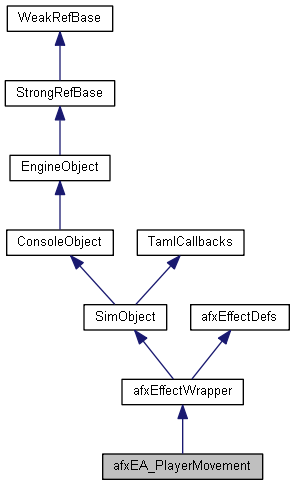 WeakRefBase
StrongRefBase
EngineObject
ConsoleObject
TamlCallbacks
SimObject
afxEffectDefs
afxEffectWrapper
afxEA_PlayerMovement